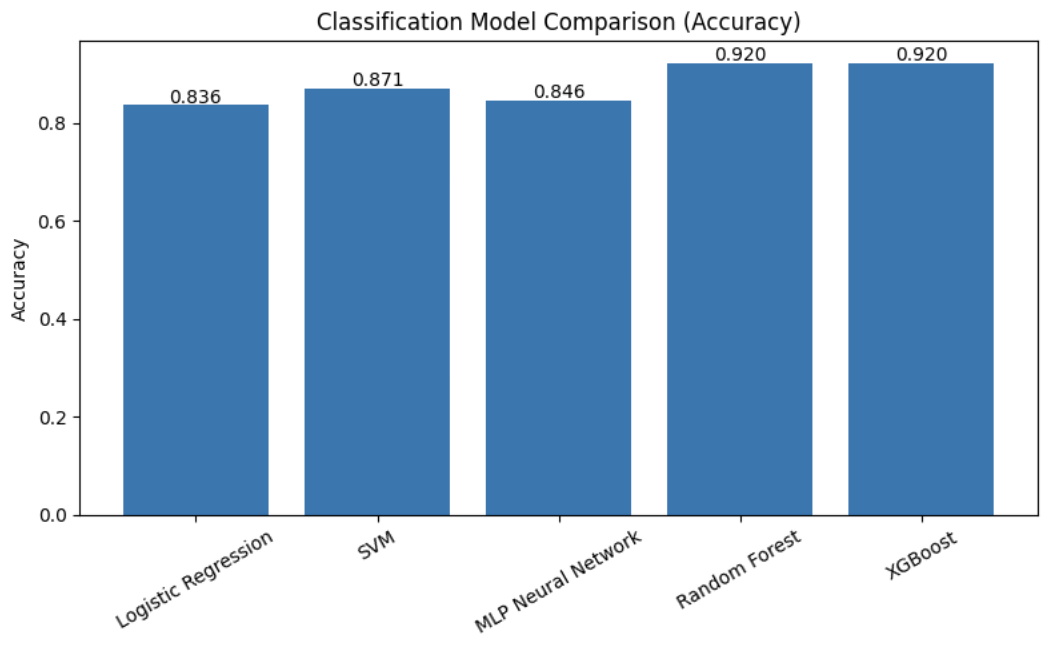 Classification Model Comparison (Accuracy)
0.836
0.871
0.846
0.920
0.920
0.8
0.6
0.4
0.2
0.0
Accuracy
Logistic Regression
SVM
MLP Neural Network
Random Forest
XGBoost